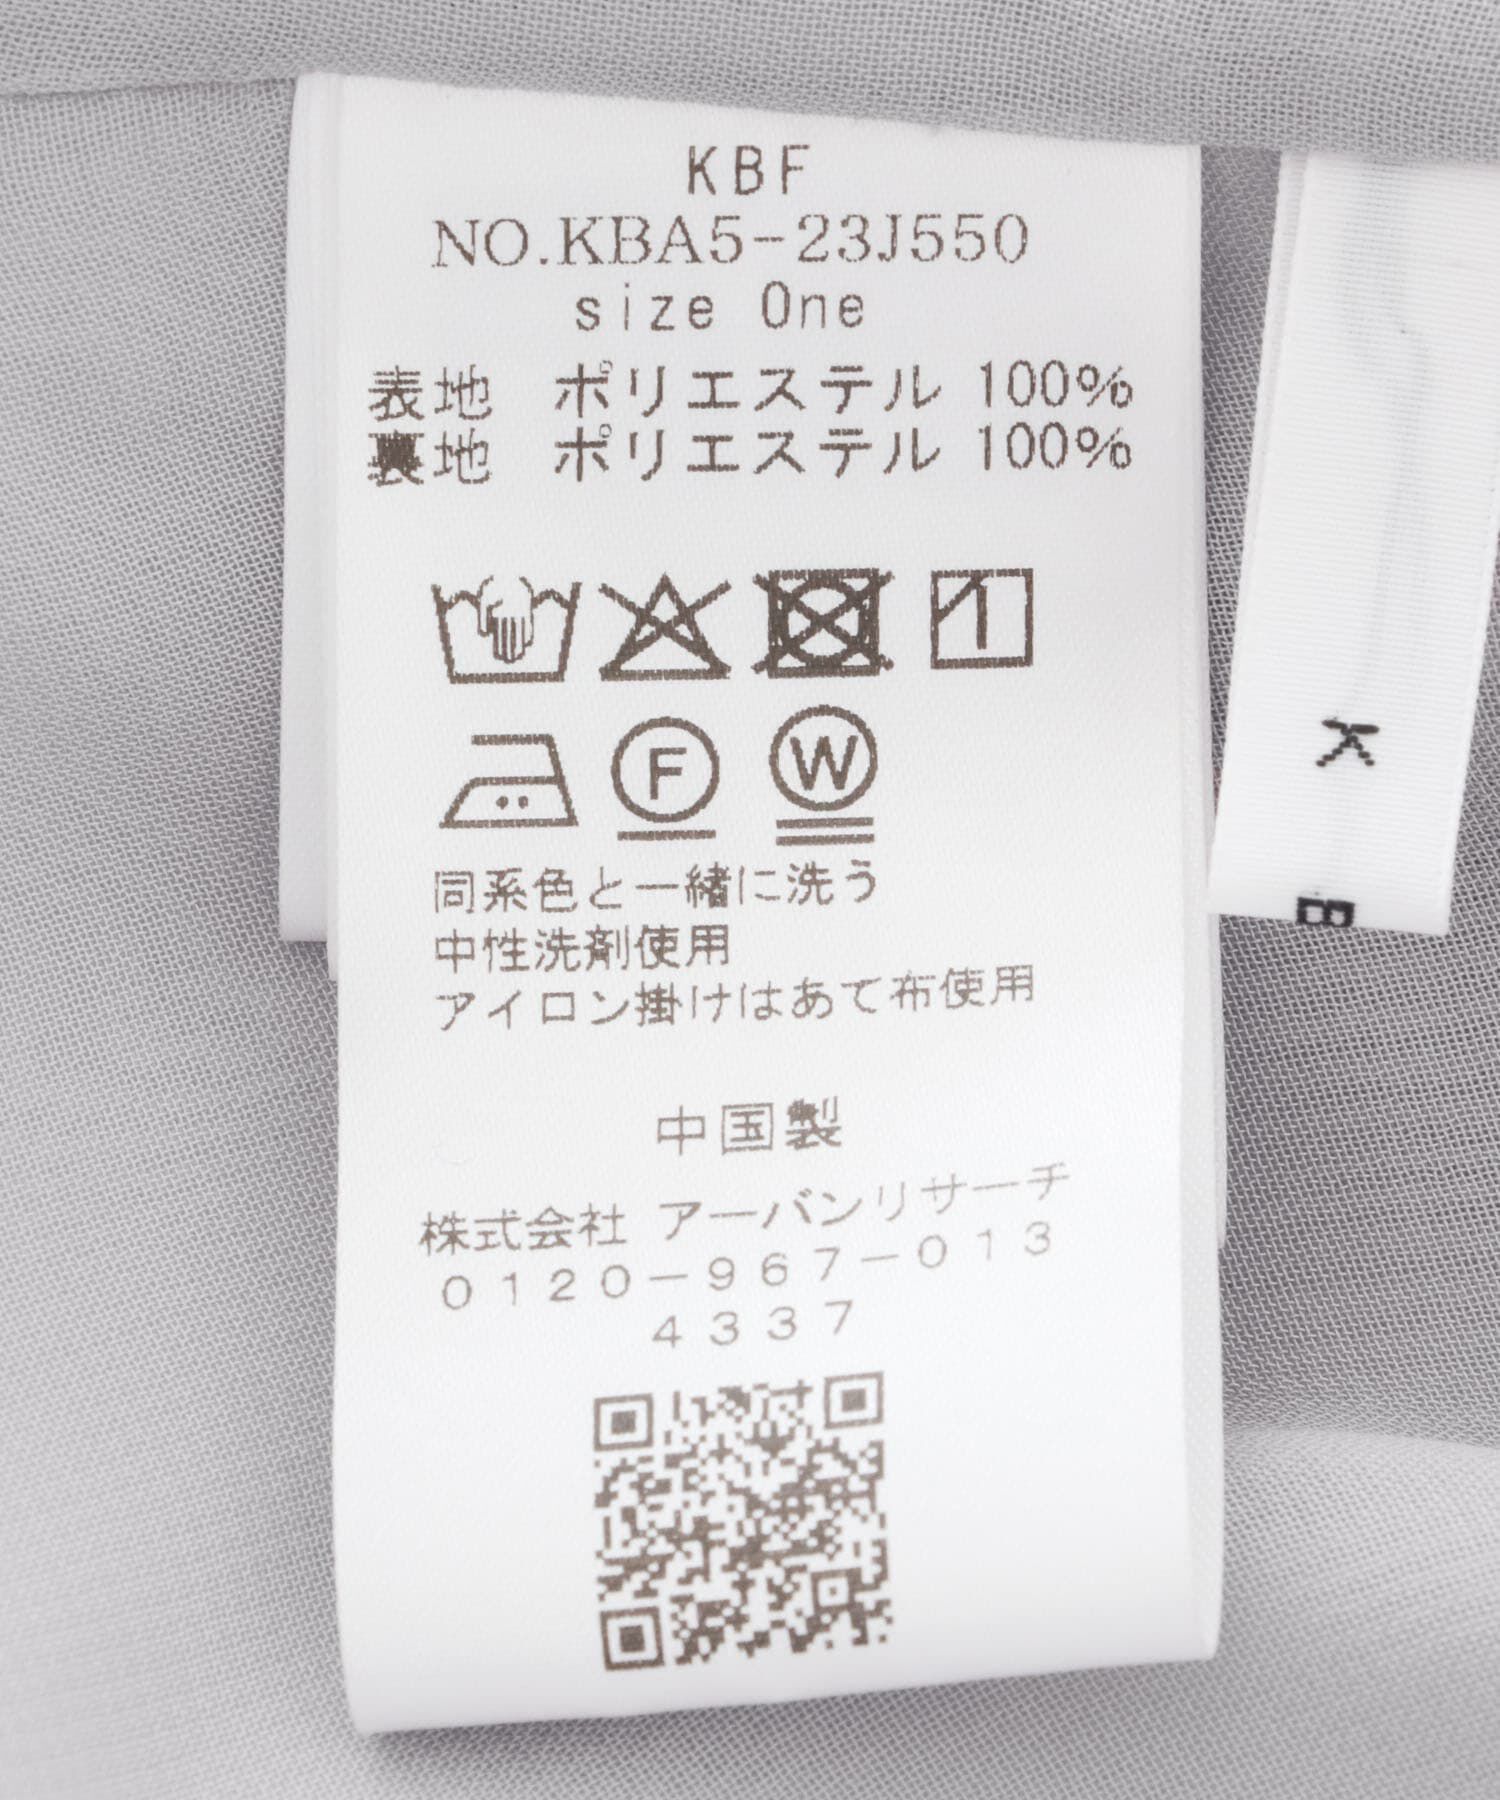 KBF
NO.KBA5-23J550
size One
表地 ポリエステル 100%
裏地 ポリエステル 100%
F W
同系色と一緒に洗う
中性洗剤使用
アイロン掛けはあて布使用
中国製
株式会社 アーバンリサーチ
0120-967-013
4337
K
B